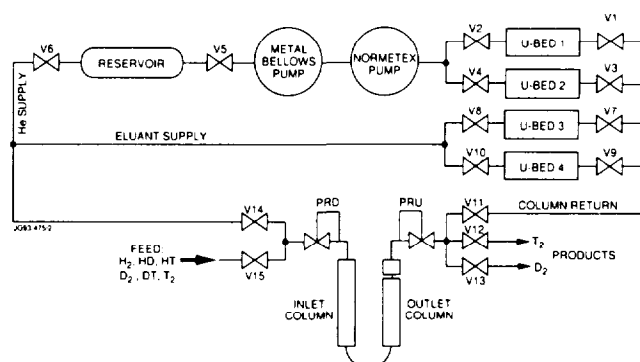 V6
RESERVOIR
V5
METAL
BELLOWS
PUMP
NORMETEX
PUMP
V2
U-BED 1
V1
V4
U-BED 2
V3
He SUPPLY
ELUANT SUPPLY
V8
U-BED 3
V7
V10
U-BED 4
V9
JG93.475/2
V14
PRD
PRU
V11
COLUMN RETURN
FEED:
H₂, HD, HT
D₂, DT, T₂
V15
V12
T₂
PRODUCTS
D₂
V13
INLET
COLUMN
OUTLET
COLUMN